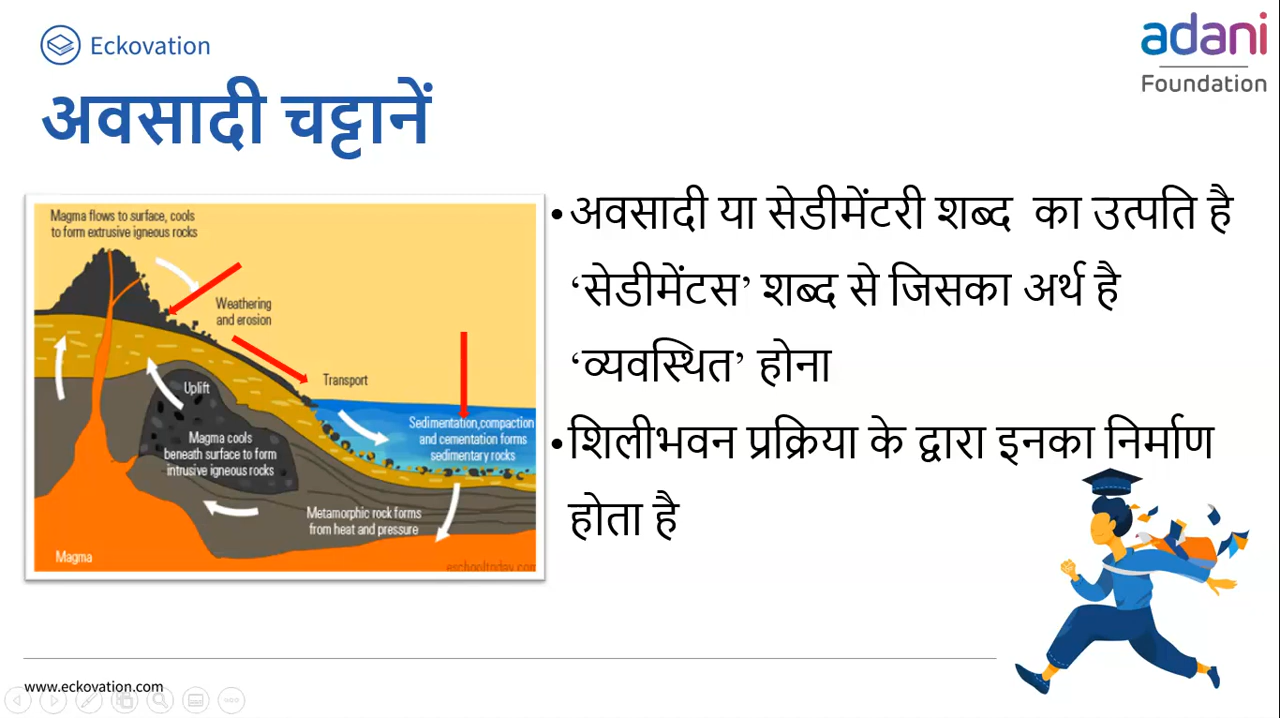 Eckovation
adani
Foundation
अवसादी चट्टानें
Magma flows to surface, cools
to form extrusive igneous rocks
Weathering
and erosion
Transport
Uplift
Sedimentation,compaction
and cementation forms
sedimentary rocks
Magma cools
beneath surface to form
intrusive igneous rocks
Metamorphic rock forms
from heat and pressure
Magma
eschooltoday.com
•अवसादी या सेडीमेंटरी शब्द का उत्पति है
‘सेडीमेंटस’ शब्द से जिसका अर्थ है
‘व्यवस्थित’ होना
•शिलीभवन प्रक्रिया के द्वारा इनका निर्माण
होता है
www.eckovation.com